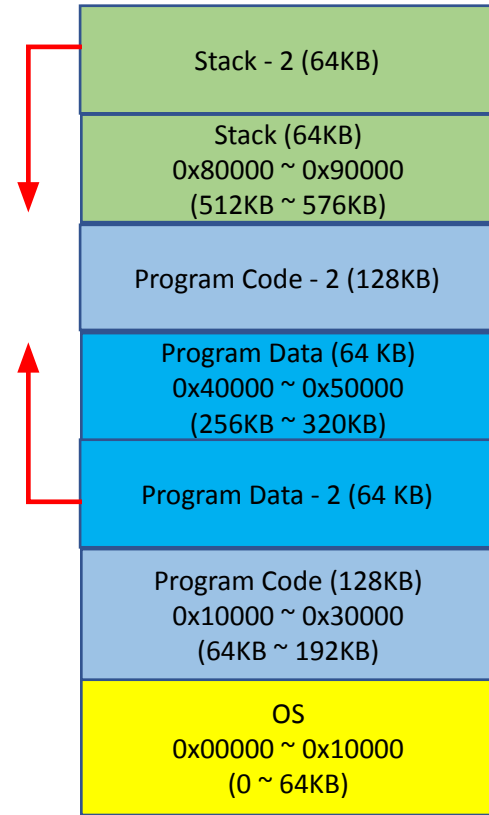 Stack - 2 (64KB)
Stack (64KB)
0x80000 ~ 0x90000
(512KB ~ 576KB)
Program Code - 2 (128KB)
Program Data (64 KB)
0x40000 ~ 0x50000
(256KB ~ 320KB)
Program Data - 2 (64 KB)
Program Code (128KB)
0x10000 ~ 0x30000
(64KB ~ 192KB)
OS
0x00000 ~ 0x10000
(0 ~ 64KB)